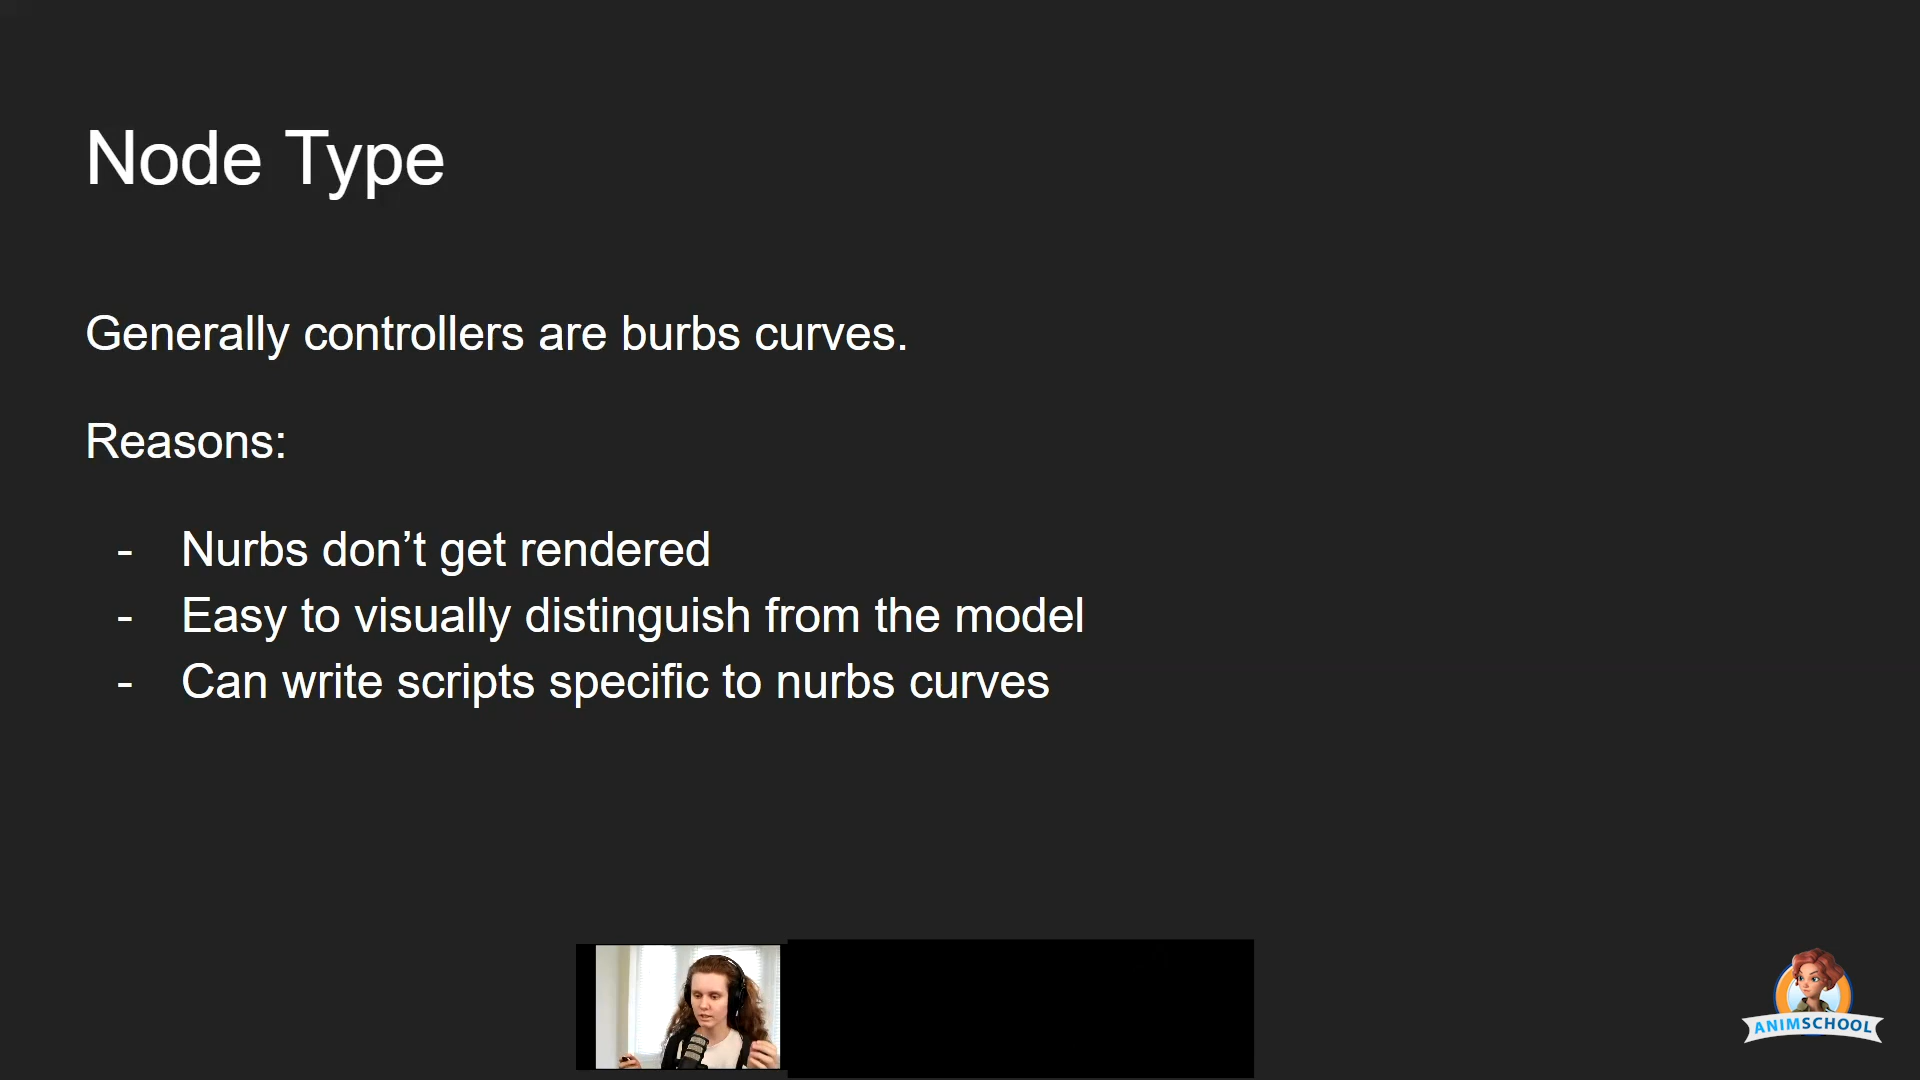 Node Type
Generally controllers are burbs curves.
Reasons:
- Nurbs don’t get rendered
- Easy to visually distinguish from the model
- Can write scripts specific to nurbs curves
ANIMSCHOOL